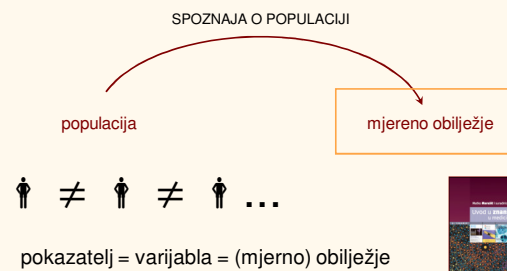 SPOZNAJA O POPULACIJI
populacija
mjereno obilježje
≠ ≠ ...
pokazatelj = varijabla = (mjerno) obilježje